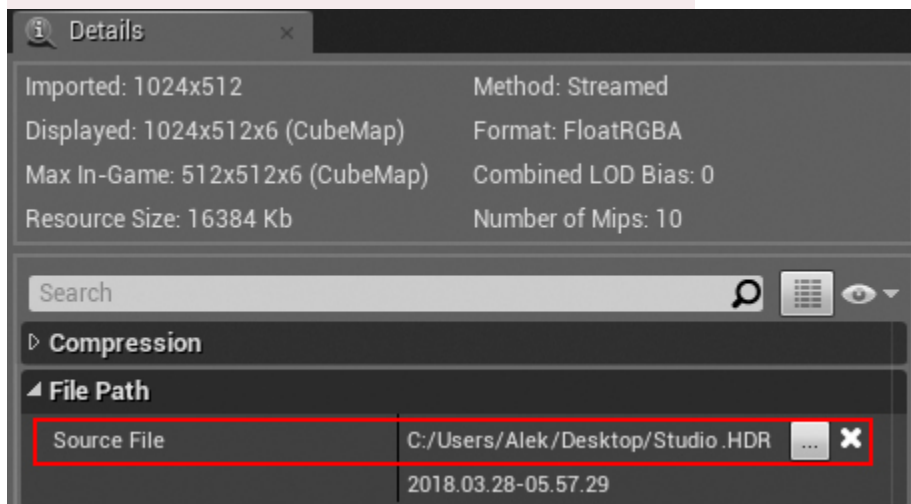 Details
Imported: 1024x512
Method: Streamed
Displayed: 1024x512x6 (CubeMap)
Format: FloatRGBA
Max In-Game: 512x512x6 (CubeMap)
Combined LOD Bias: 0
Resource Size: 16384 Kb
Number of Mips: 10
Search
Compression
File Path
Source File
C:/Users/Alek/Desktop/Studio.HDR
...
2018.03.28-05.57.29